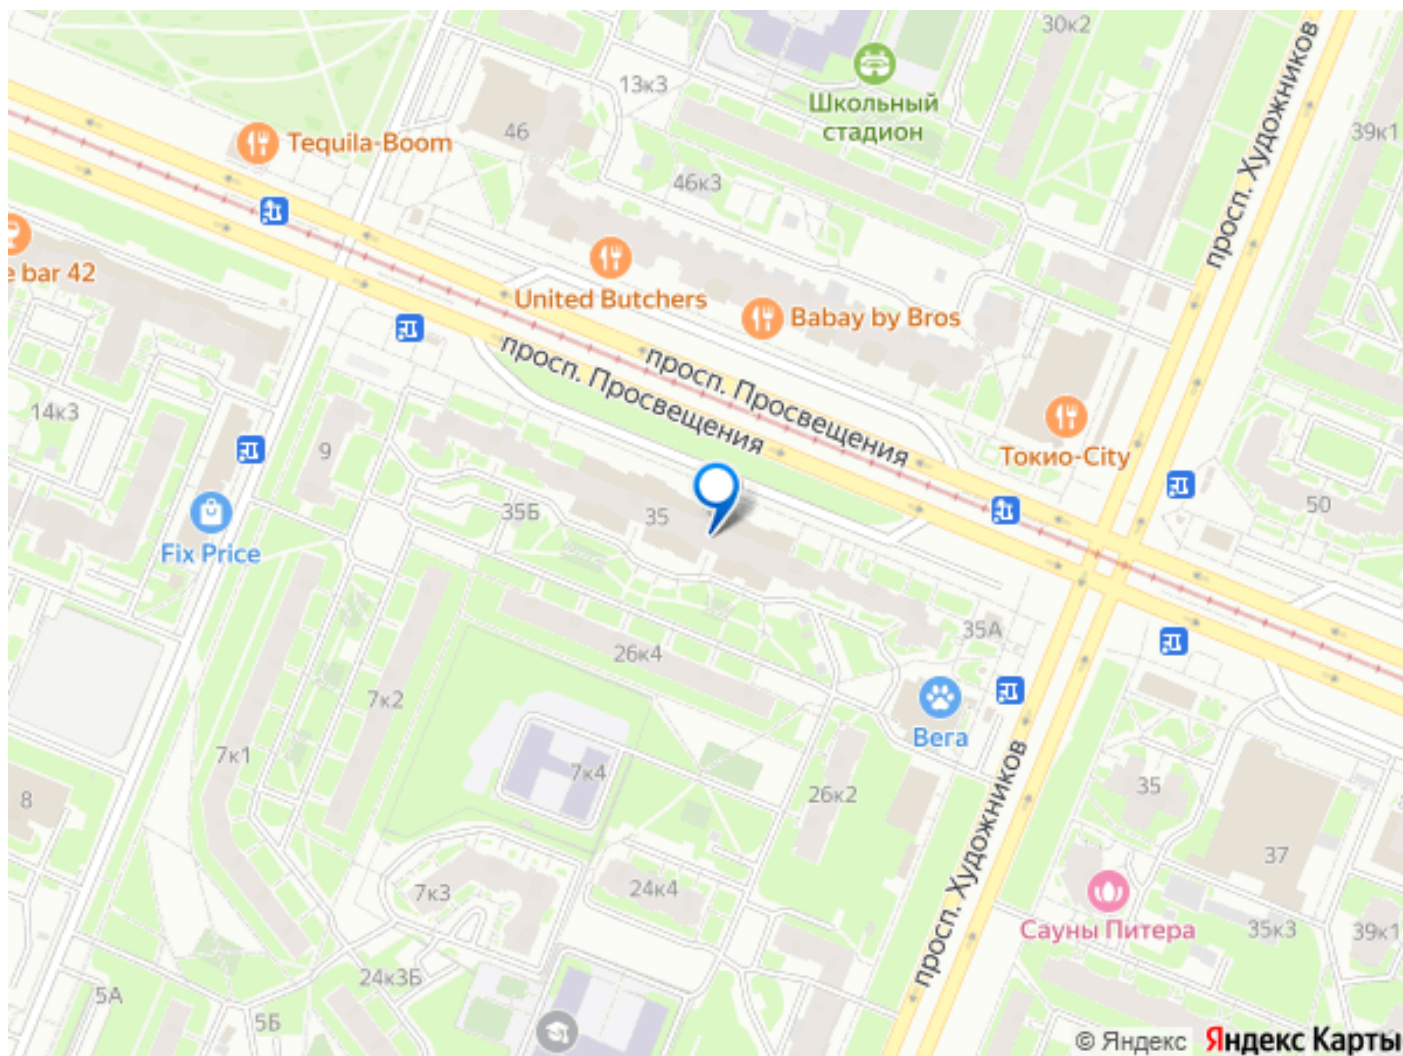 30к2
просп. Художников
13к3
Школьный
стадион
39к1
46
Tequila-Boom
46к3
e bar 42
United Butchers
Babay by Bros
просп. Просвещения
просп. Просвещения
14к3
9
Токио-City
35Б
35
50
Fix Price
35А
26к4
7к2
Вега
7к1
7к4
26к2
35
8
просп. Художников
37
7к3
24к4
Сауны Питера
35к3
39к1
24к3Б
5А
5Б
© Яндекс Яндекс Карты